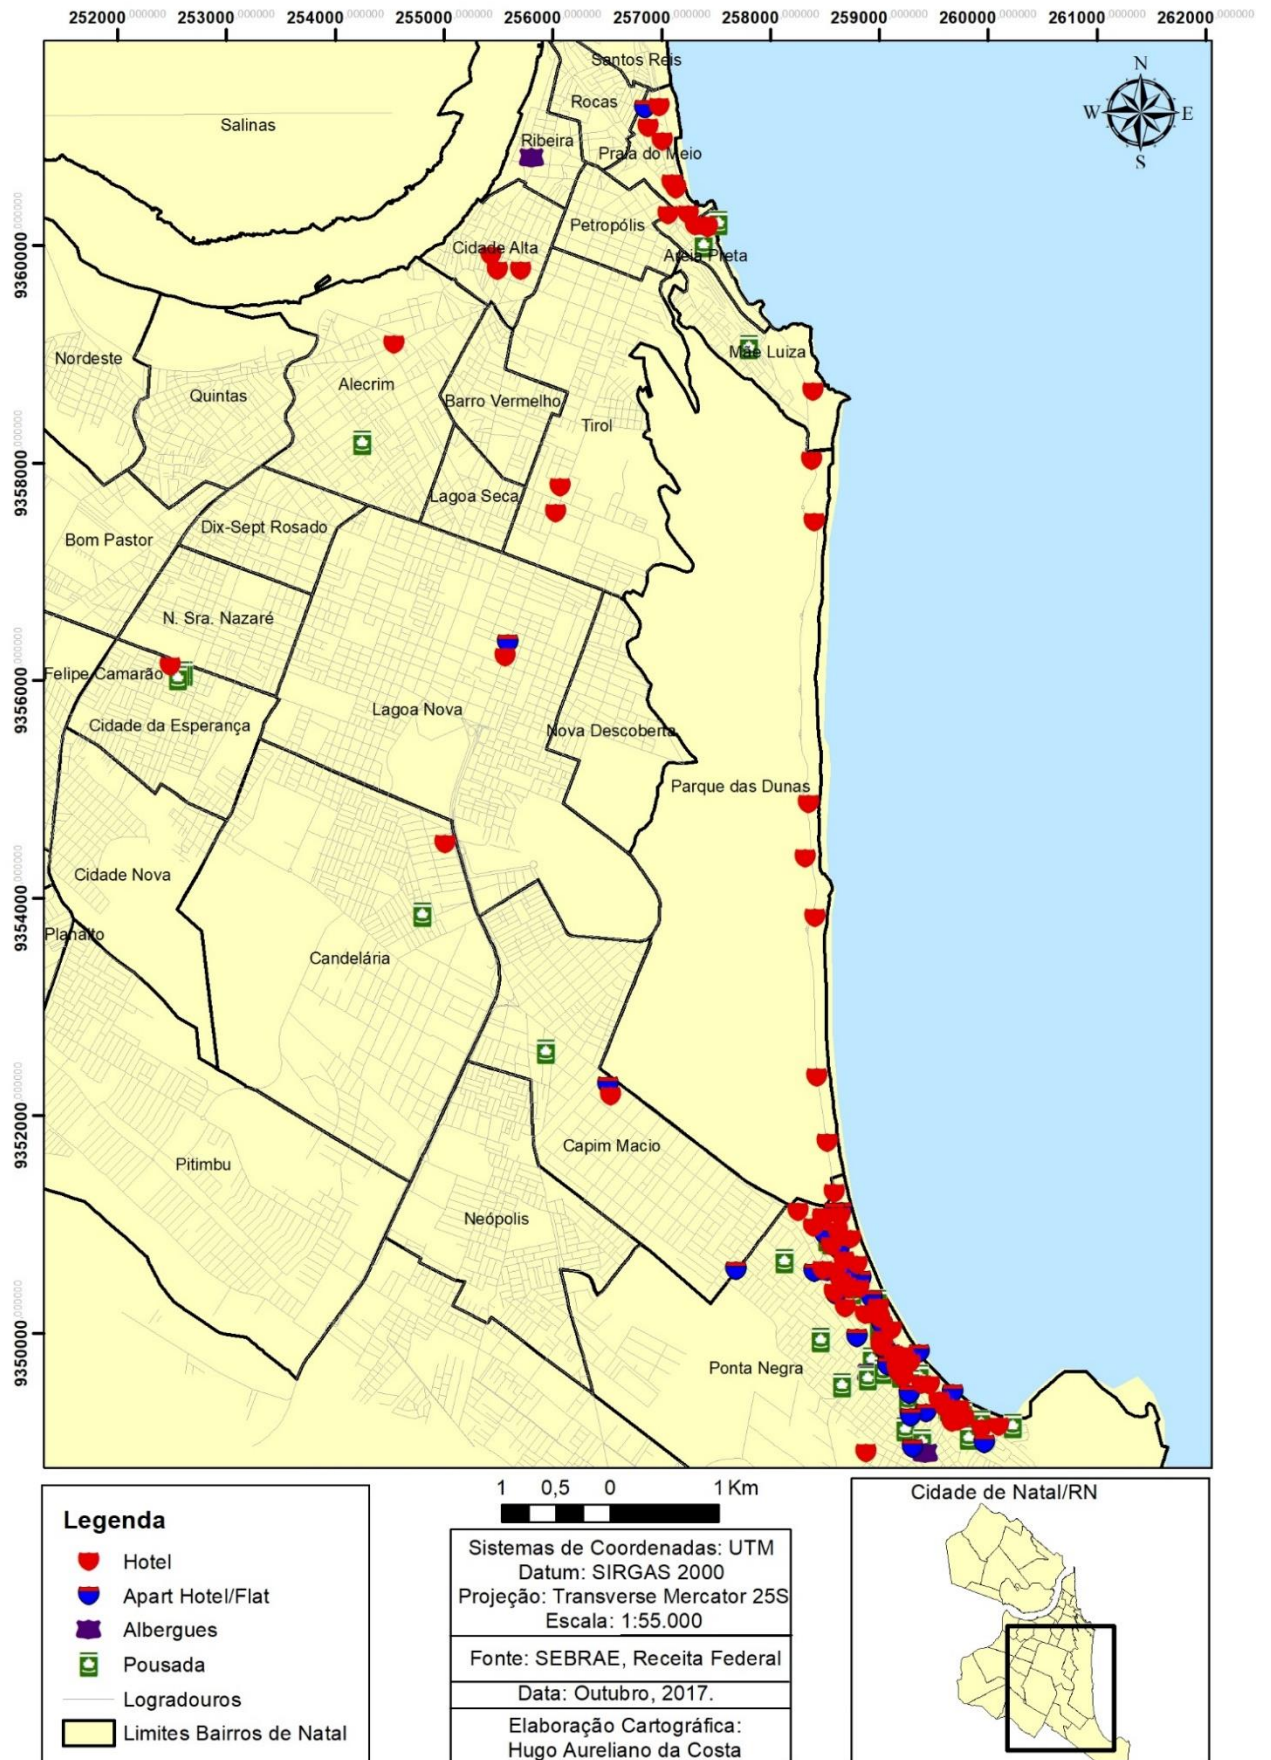 252000,000000 253000,000000 254000,000000 255000,000000 256000,000000 257000,000000 258000,000000 259000,000000 260000,000000 261000,000000 262000,000000
Santos Reis
Rocas
N
W E
S
Salinas
Ribeira
Praia do Meio
Petropólis
Cidade Alta
Areia Preta
9360000,000000
Mãe Luiza
Nordeste
Alecrim
Quintas
Barro Vermelho
Tirol
9358000,000000
Lagoa Seca
Dix-Sept Rosado
Bom Pastor
N. Sra. Nazaré
Felipe Camarão
9356000,000000
Lagoa Nova
Cidade da Esperança
Nova Descoberta
Parque das Dunas
Cidade Nova
9354000,000000
Planalto
Candelária
9352000,000000
Capim Macio
Pitimbu
Neópolis
9350000,000000
Ponta Negra
Legenda
Hotel
Apart Hotel/Flat
Albergues
Pousada
Logradouros
Limites Bairros de Natal
1 0,5 0 1 Km
Sistemas de Coordenadas: UTM
Datum: SIRGAS 2000
Projeção: Transverse Mercator 25S
Escala: 1:55.000
Fonte: SEBRAE, Receita Federal
Data: Outubro, 2017.
Elaboração Cartográfica:
Hugo Aureliano da Costa
Cidade de Natal/RN